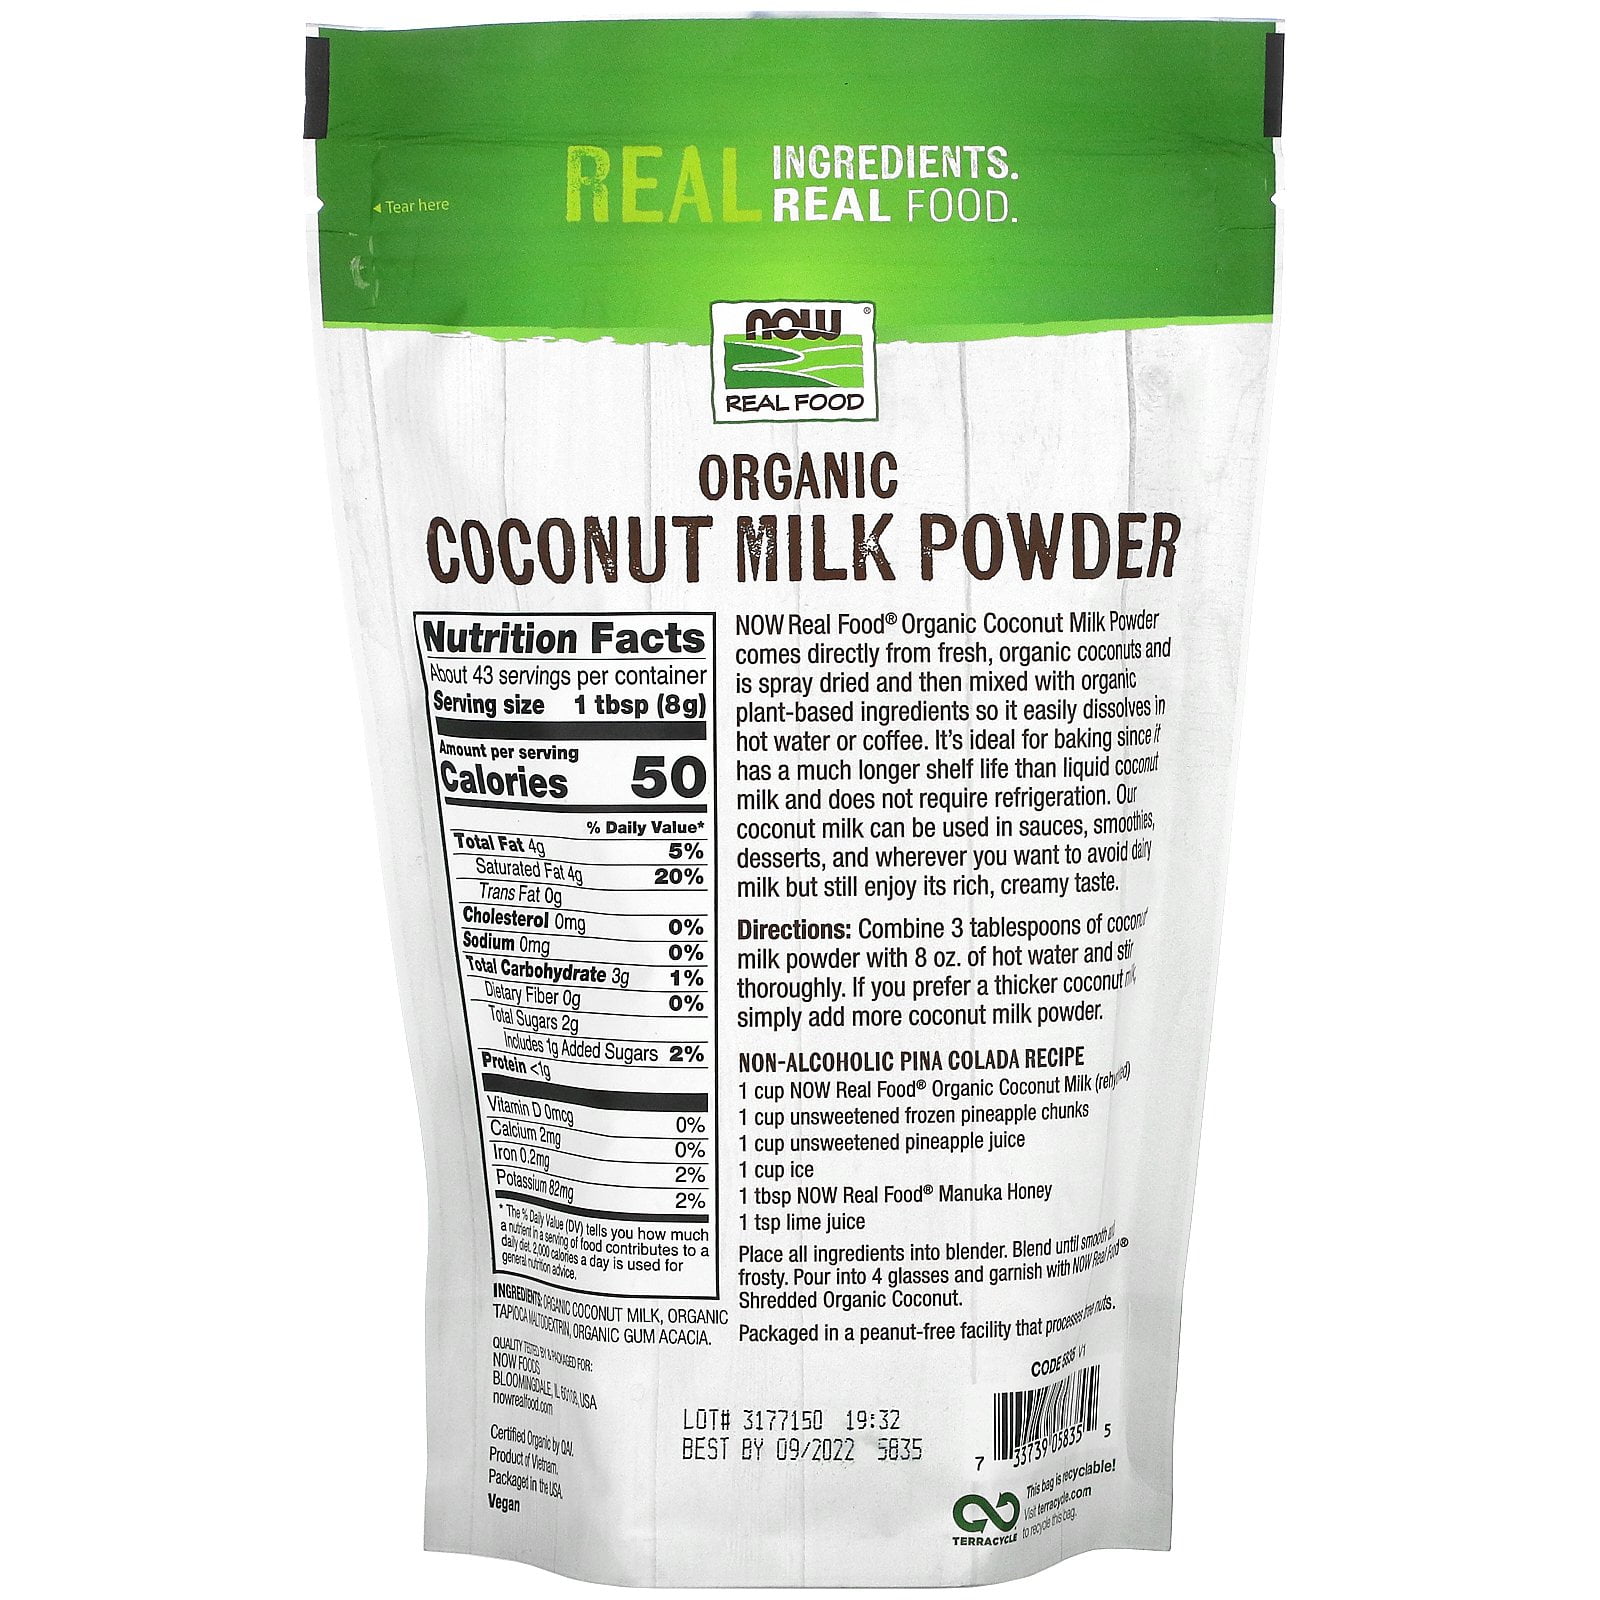 ◄ Tear here
REAL INGREDIENTS.
REAL FOOD.
NOW®
REAL FOOD
ORGANIC
COCONUT MILK POWDER
Nutrition Facts
About 43 servings per container
Serving size 1 tbsp (8g)
Amount per serving
Calories 50
% Daily Value*
Total Fat 4g 5%
Saturated Fat 4g 20%
Trans Fat 0g
Cholesterol 0mg 0%
Sodium 0mg 0%
Total Carbohydrate 3g 1%
Dietary Fiber 0g 0%
Total Sugars 2g
Includes 1g Added Sugars 2%
Protein <1g
Vitamin D 0mcg 0%
Calcium 2mg 0%
Iron 0.2mg 2%
Potassium 82mg 2%
* The % Daily Value (DV) tells you how much
a nutrient in a serving of food contributes to a
daily diet. 2,000 calories a day is used for
general nutrition advice.
INGREDIENTS: ORGANIC COCONUT MILK, ORGANIC
TAPIOCA MALTODEXTRIN, ORGANIC GUM ACACIA.
QUALITY TESTED BY & PACKAGED FOR:
NOW FOODS
BLOOMINGDALE, IL 60108, USA
nowrealfood.com
Certified Organic by QAI.
Product of Vietnam.
Packaged in the USA.
Vegan
NOW Real Food® Organic Coconut Milk Powder
comes directly from fresh, organic coconuts and
is spray dried and then mixed with organic
plant-based ingredients so it easily dissolves in
hot water or coffee. It's ideal for baking since it
has a much longer shelf life than liquid coconut
milk and does not require refrigeration. Our
coconut milk can be used in sauces, smoothies,
desserts, and wherever you want to avoid dairy
milk but still enjoy its rich, creamy taste.
Directions: Combine 3 tablespoons of coconut
milk powder with 8 oz. of hot water and stir
thoroughly. If you prefer a thicker coconut
simply add more coconut milk powder.
NON-ALCOHOLIC PINA COLADA RECIPE
1 cup NOW Real Food® Organic Coconut Milk
1 cup unsweetened frozen pineapple chunks
1 cup unsweetened pineapple juice
1 cup ice
1 tbsp NOW Real Food® Manuka Honey
1 tsp lime juice
Place all ingredients into blender. Blend until smooth
frosty. Pour into 4 glasses and garnish with NOW Real Food®
Shredded Organic Coconut.
Packaged in a peanut-free facility that processes tree nuts.
CODE 5835 V1
LOT# 3177150 19:32
BEST BY 09/2022 5835
7 33739 05835 5
This bag is recyclable!
Visit terracycle.com
to recycle this bag.
TERRACYCLE